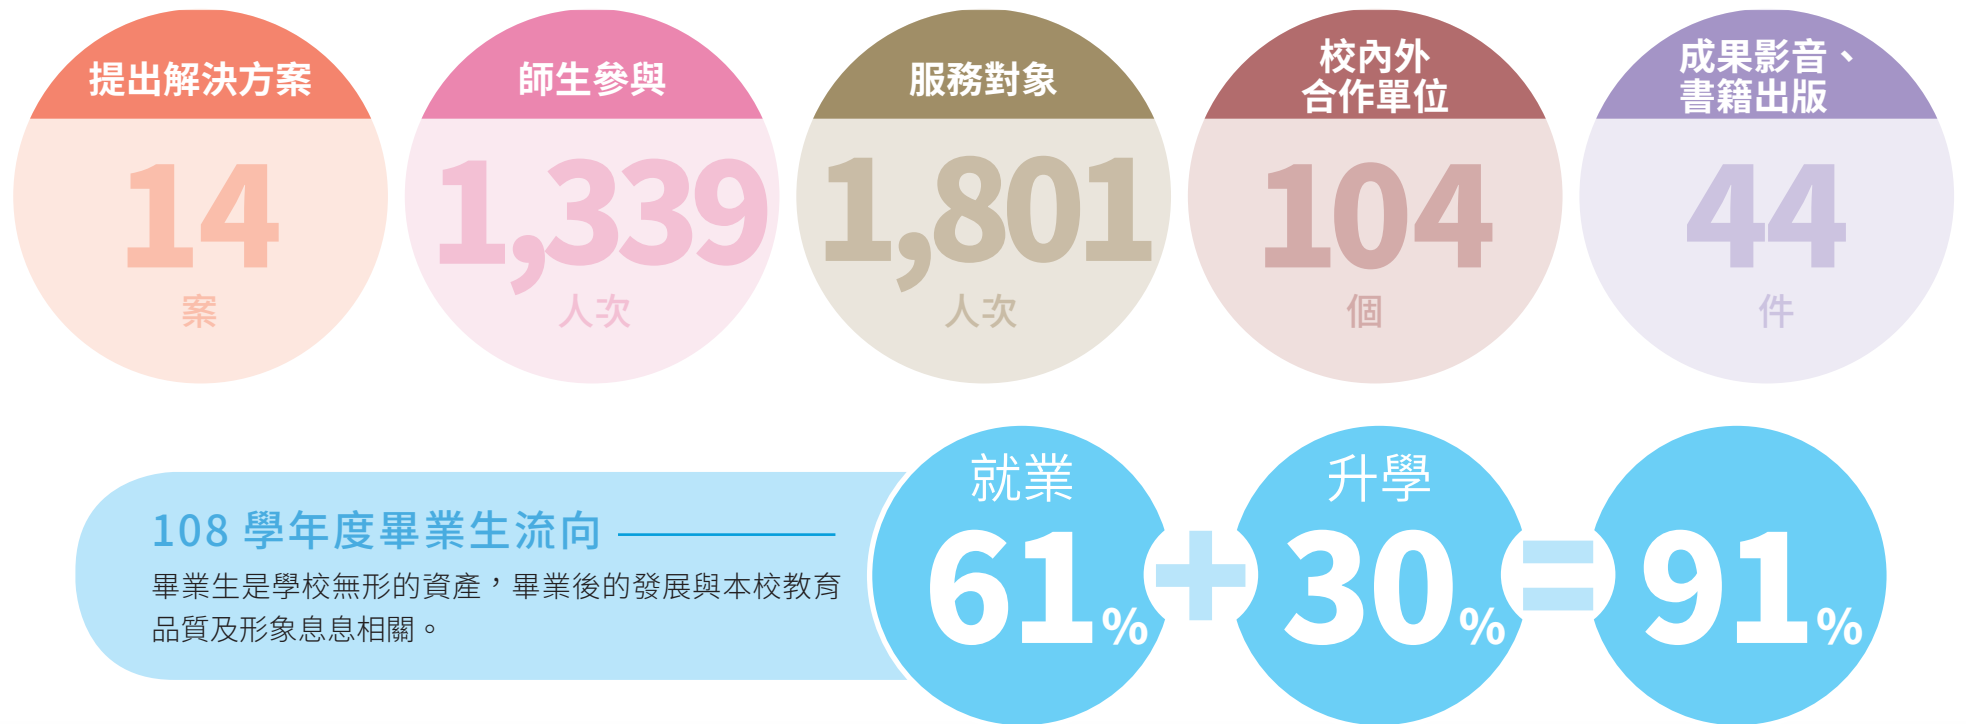 提出解決方案
14
案
師生參與
1,339
人次
服務對象
1,801
人次
校內外
合作單位
104
個
成果影音、
書籍出版
44
件
108 學年度畢業生流向
畢業生是學校無形的資產，畢業後的發展與本校教育
品質及形象息息相關。
就業
61%
+
升學
30%
=
91%